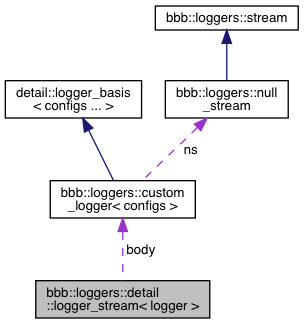 bbb::loggers::stream
detail::logger_basis
< configs ... >
bbb::loggers::null
_stream
ns
bbb::loggers::custom
_logger< configs >
body
bbb::loggers::detail
::logger_stream< logger >